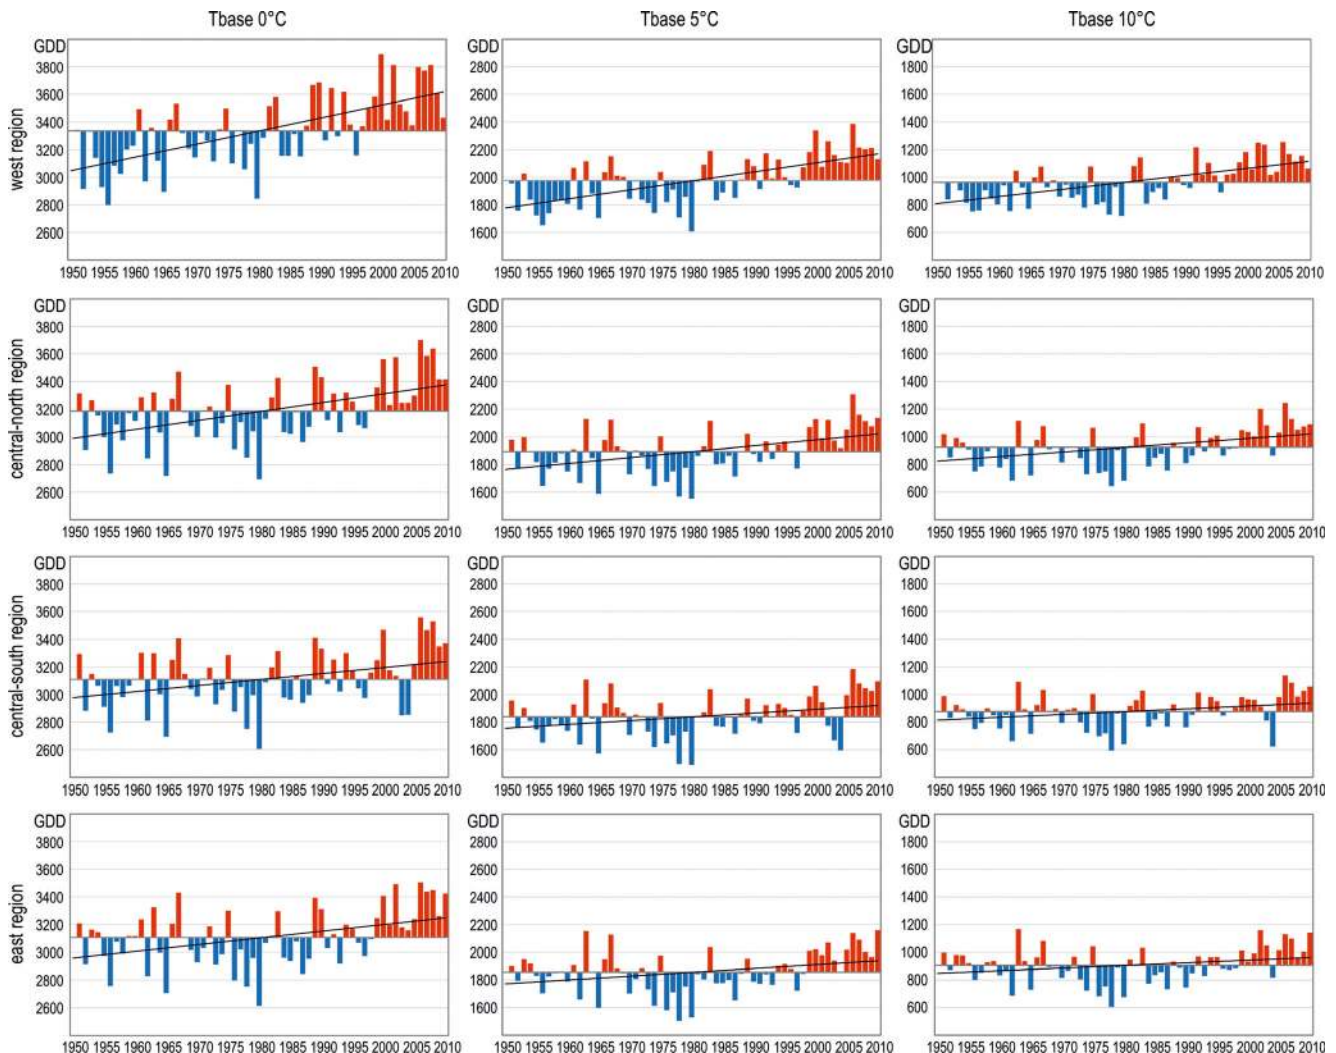 Tbase 0°C Tbase 5°C Tbase 10°C
west region
GDD
3800
3600
3400
3200
3000
2800
2600
1950 1955 1960 1965 1970 1975 1980 1985 1990 1995 2000 2005 2010
GDD
2800
2600
2400
2200
2000
1800
1600
1950 1955 1960 1965 1970 1975 1980 1985 1990 1995 2000 2005 2010
GDD
1800
1600
1400
1200
1000
800
600
1950 1955 1960 1965 1970 1975 1980 1985 1990 1995 2000 2005 2010
central-north region
GDD
3800
3600
3400
3200
3000
2800
2600
1950 1955 1960 1965 1970 1975 1980 1985 1990 1995 2000 2005 2010
GDD
2800
2600
2400
2200
2000
1800
1600
1950 1955 1960 1965 1970 1975 1980 1985 1990 1995 2000 2005 2010
GDD
1800
1600
1400
1200
1000
800
600
1950 1955 1960 1965 1970 1975 1980 1985 1990 1995 2000 2005 2010
central-south region
GDD
3800
3600
3400
3200
3000
2800
2600
1950 1955 1960 1965 1970 1975 1980 1985 1990 1995 2000 2005 2010
GDD
2800
2600
2400
2200
2000
1800
1600
1950 1955 1960 1965 1970 1975 1980 1985 1990 1995 2000 2005 2010
GDD
1800
1600
1400
1200
1000
800
600
1950 1955 1960 1965 1970 1975 1980 1985 1990 1995 2000 2005 2010
east region
GDD
3800
3600
3400
3200
3000
2800
2600
1950 1955 1960 1965 1970 1975 1980 1985 1990 1995 2000 2005 2010
GDD
2800
2600
2400
2200
2000
1800
1600
1950 1955 1960 1965 1970 1975 1980 1985 1990 1995 2000 2005 2010
GDD
1800
1600
1400
1200
1000
800
600
1950 1955 1960 1965 1970 1975 1980 1985 1990 1995 2000 2005 2010